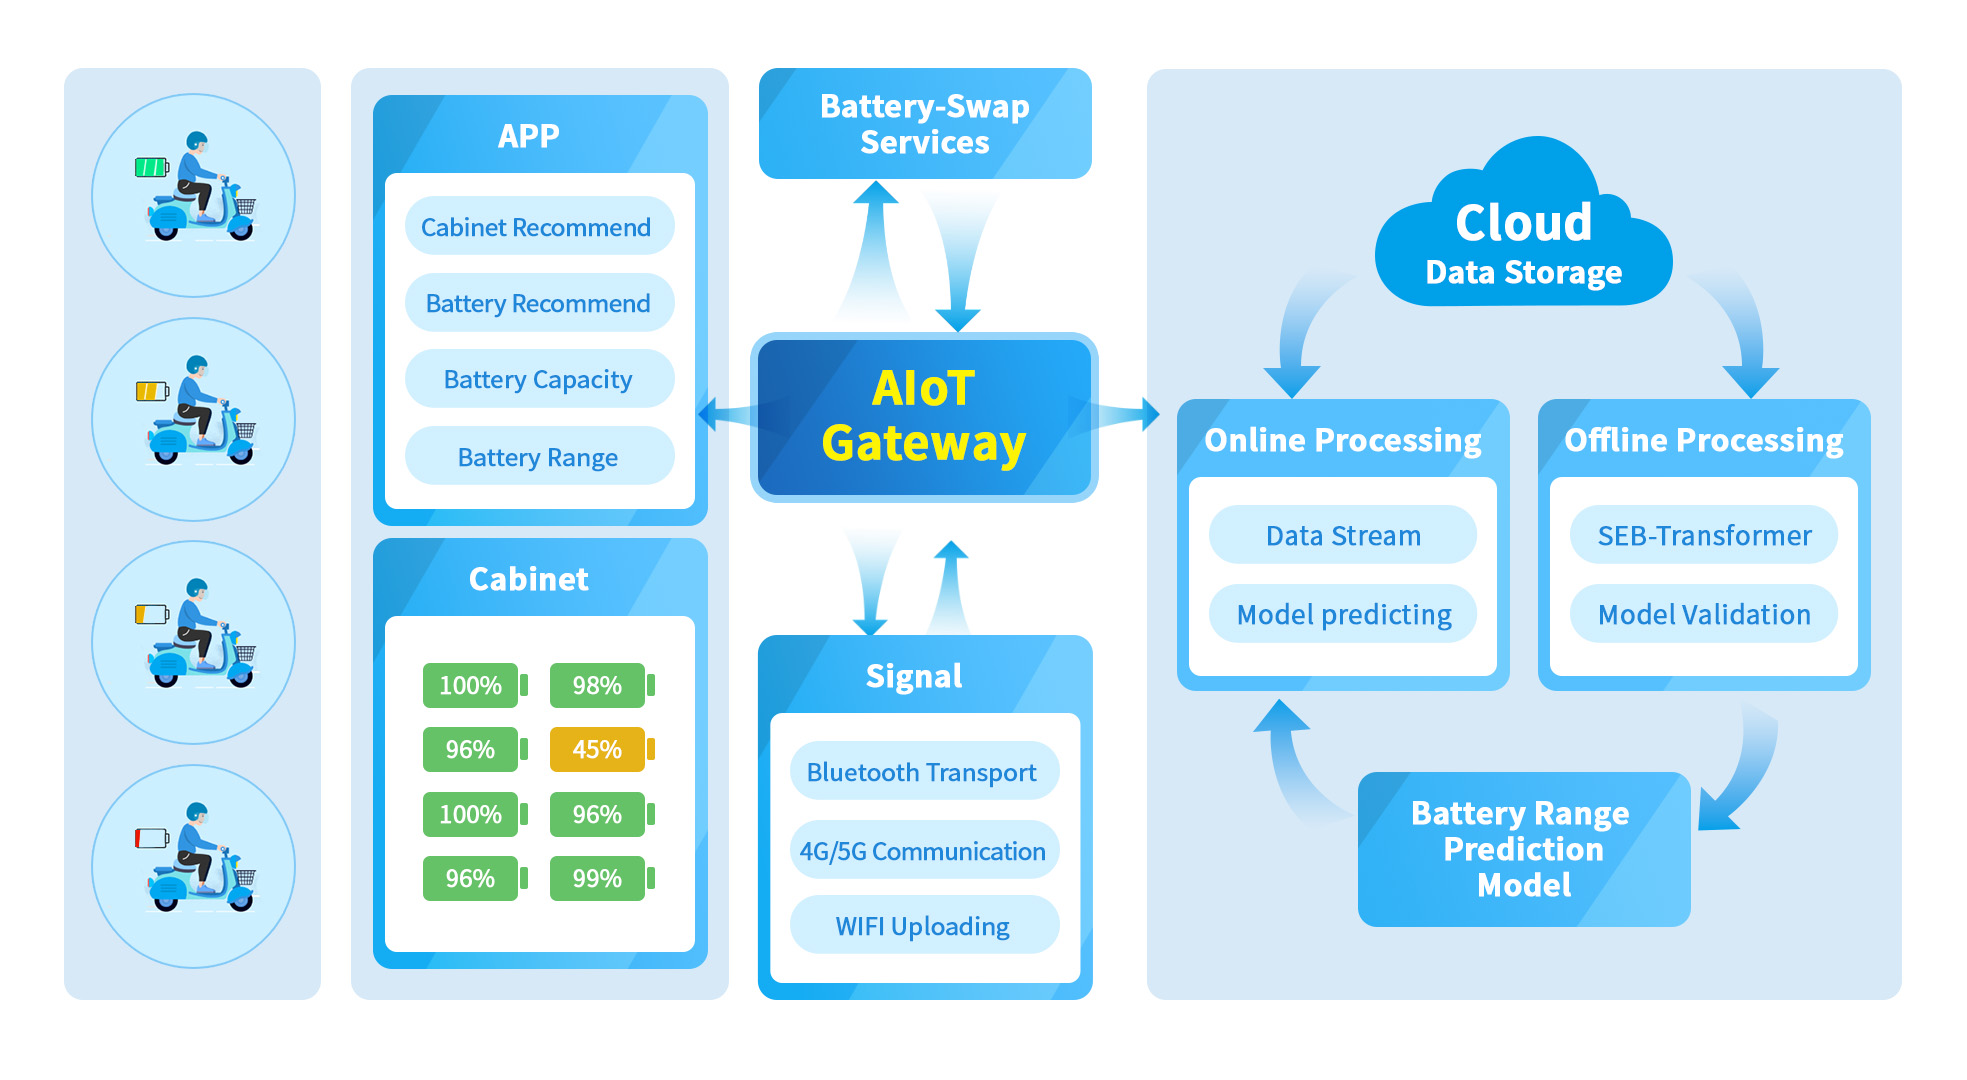 APP
Cabinet Recommend
Battery Recommend
Battery Capacity
Battery Range
Cabinet
100% 98%
96% 45%
100% 96%
96% 99%
Battery-Swap
Services
AIoT
Gateway
Signal
Bluetooth Transport
4G/5G Communication
WIFI Uploading
Cloud
Data Storage
Online Processing
Data Stream
Model predicting
Offline Processing
SEB-Transformer
Model Validation
Battery Range
Prediction
Model